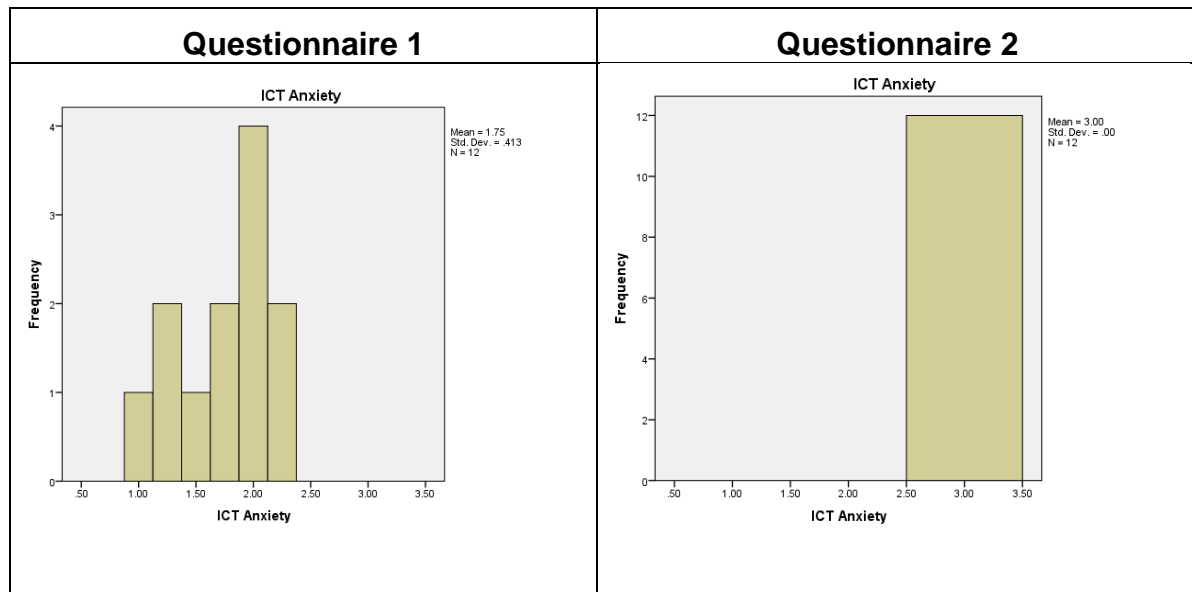 Questionnaire 1
Questionnaire 2
ICT Anxiety
Mean = 1.75
Std. Dev. = .413
N = 12
Frequency
4
3
2
1
0
.50 1.00 1.50 2.00 2.50 3.00 3.50
ICT Anxiety
ICT Anxiety
Mean = 3.00
Std. Dev. = .00
N = 12
Frequency
12
10
8
6
4
2
0
.50 1.00 1.50 2.00 2.50 3.00 3.50
ICT Anxiety